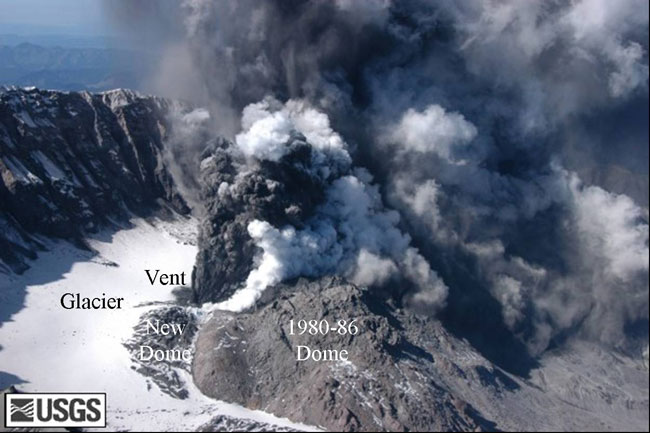 Vent
Glacier
New
Dome
1980-86
Dome
USGS